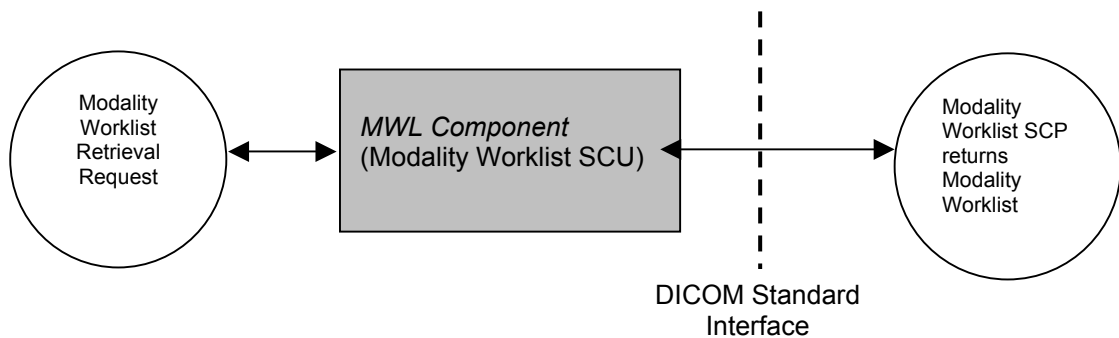 Modality
Worklist
Retrieval
Request
MWL Component
(Modality Worklist SCU)
Modality
Worklist SCP
returns
Modality
Worklist
DICOM Standard
Interface